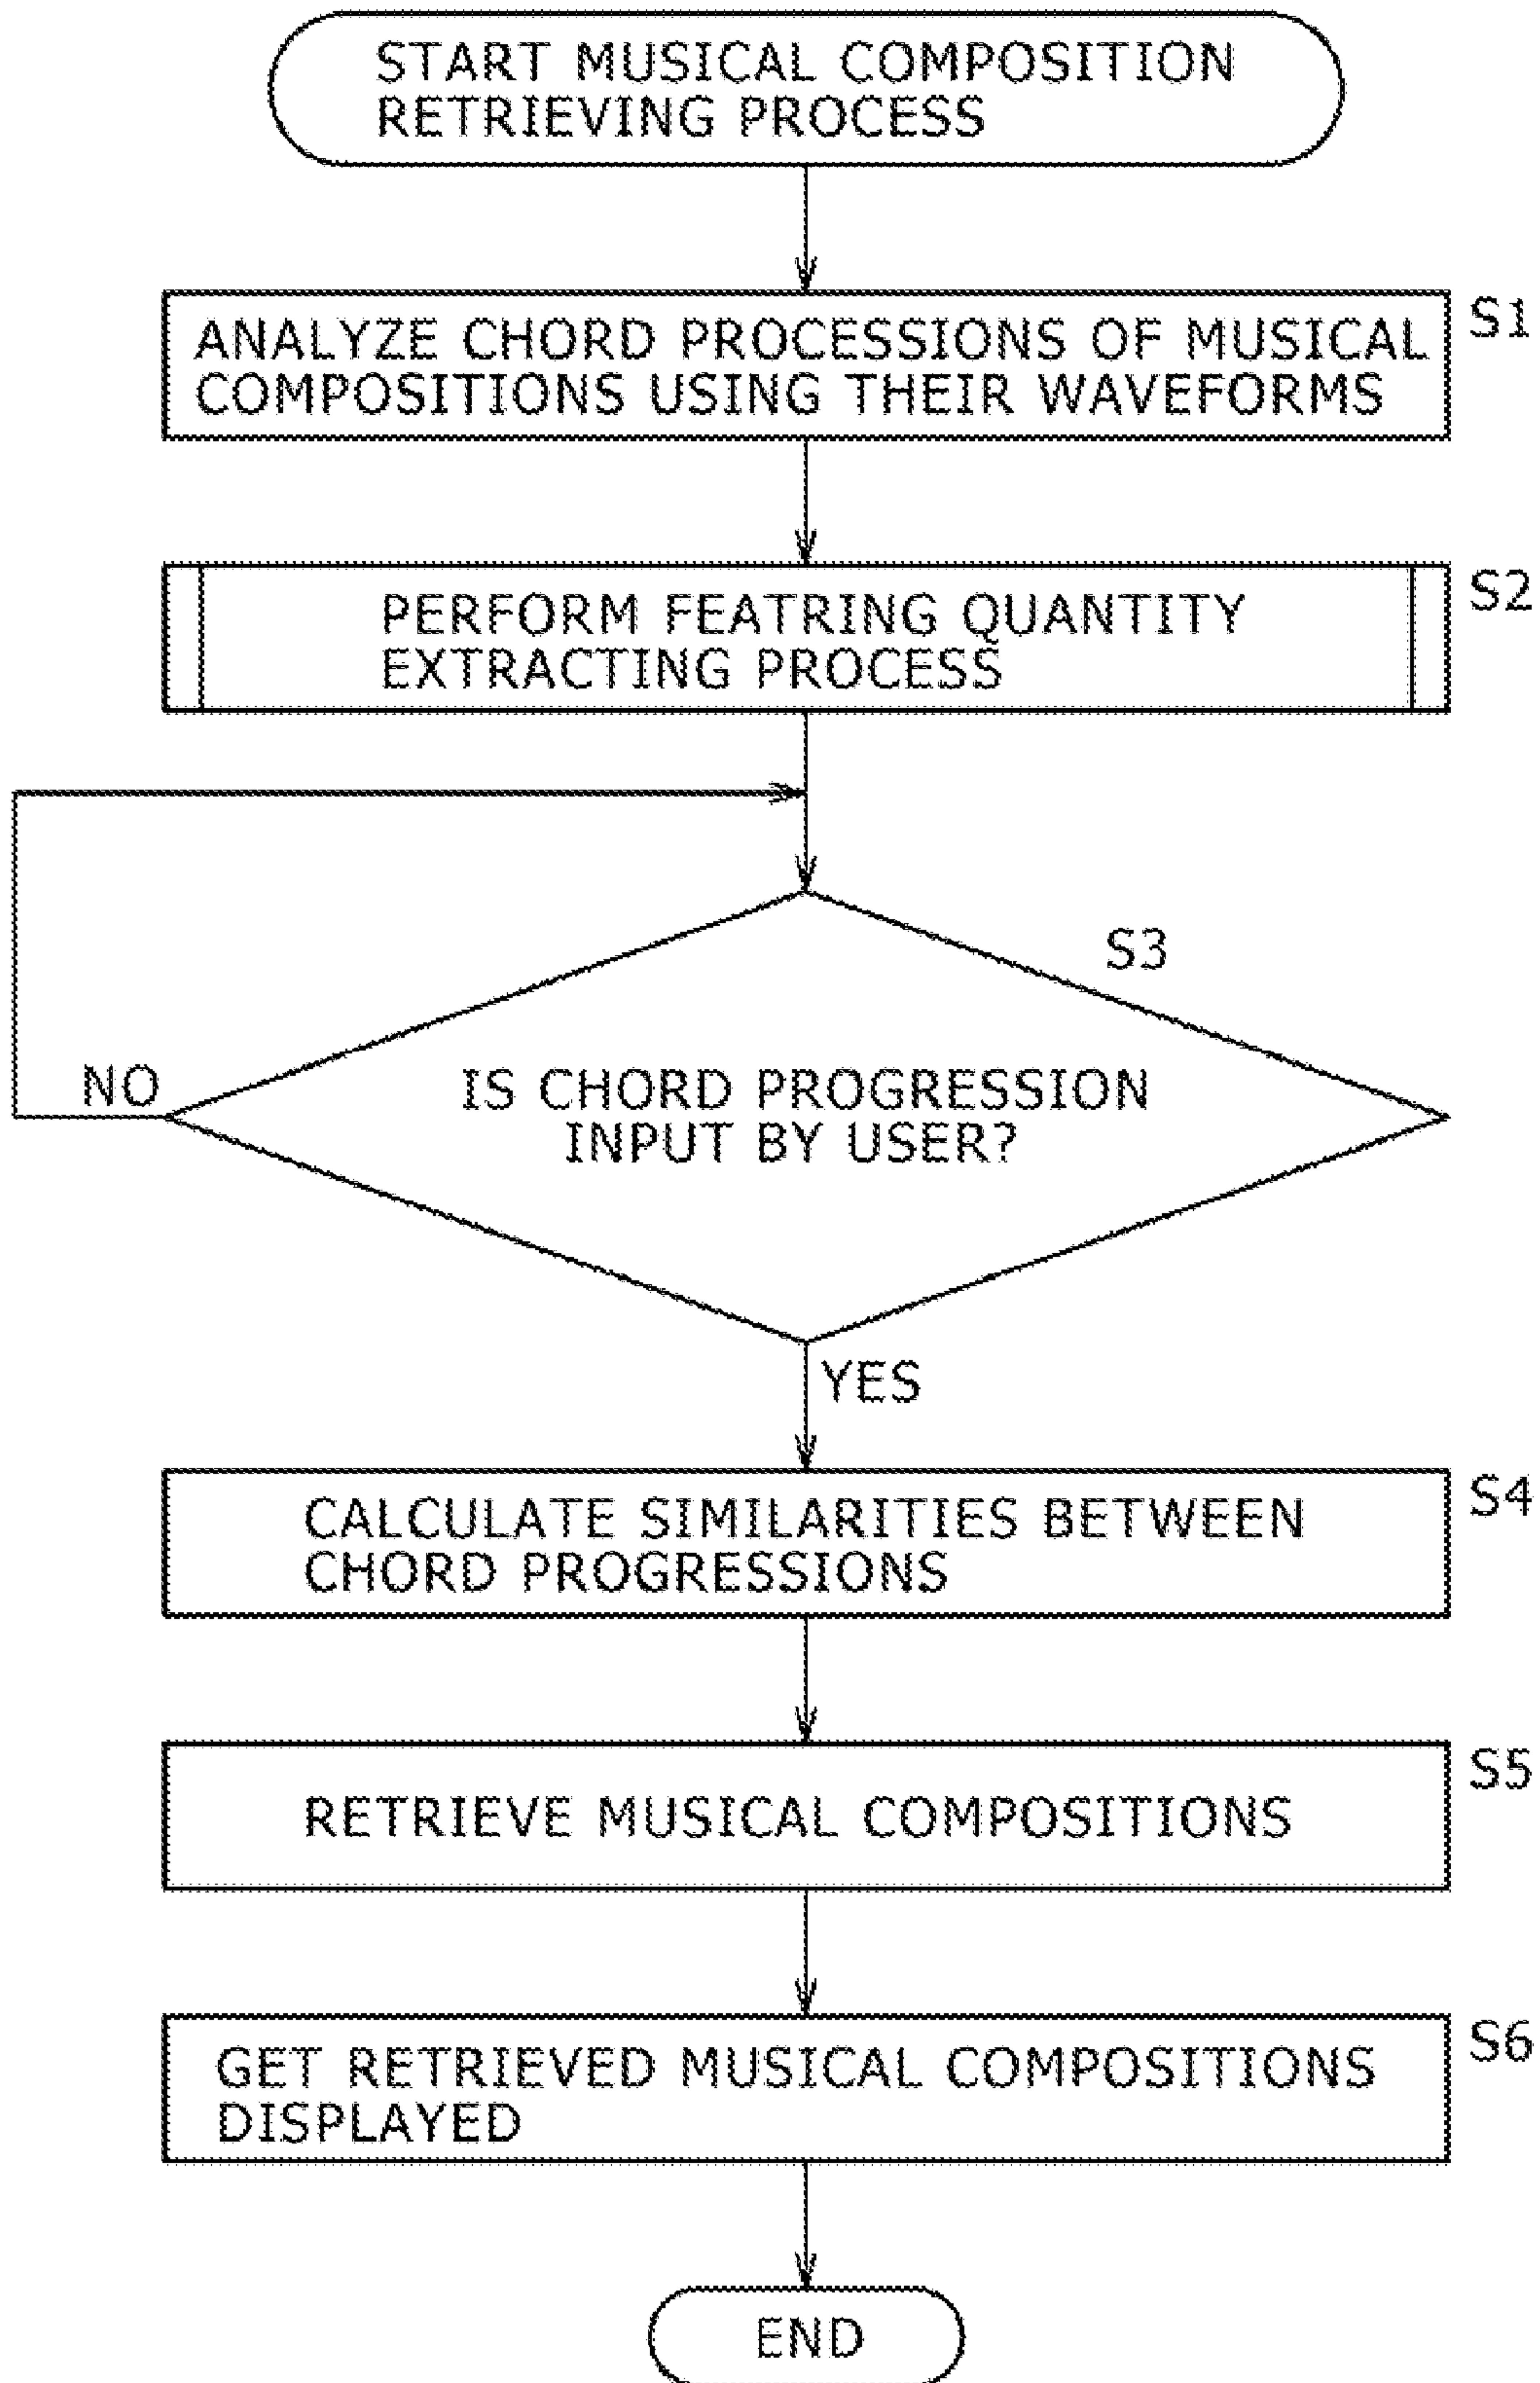 START MUSICAL COMPOSITION
RETRIEVING PROCESS
S1
ANALYZE CHORD PROCESSIONS OF MUSICAL
COMPOSITIONS USING THEIR WAVEFORMS
S2
PERFORM FEATRING QUANTITY
EXTRACTING PROCESS
S3
NO
IS CHORD PROGRESSION
INPUT BY USER?
YES
S4
CALCULATE SIMILARITIES BETWEEN
CHORD PROGRESSIONS
S5
RETRIEVE MUSICAL COMPOSITIONS
S6
GET RETRIEVED MUSICAL COMPOSITIONS
DISPLAYED
END